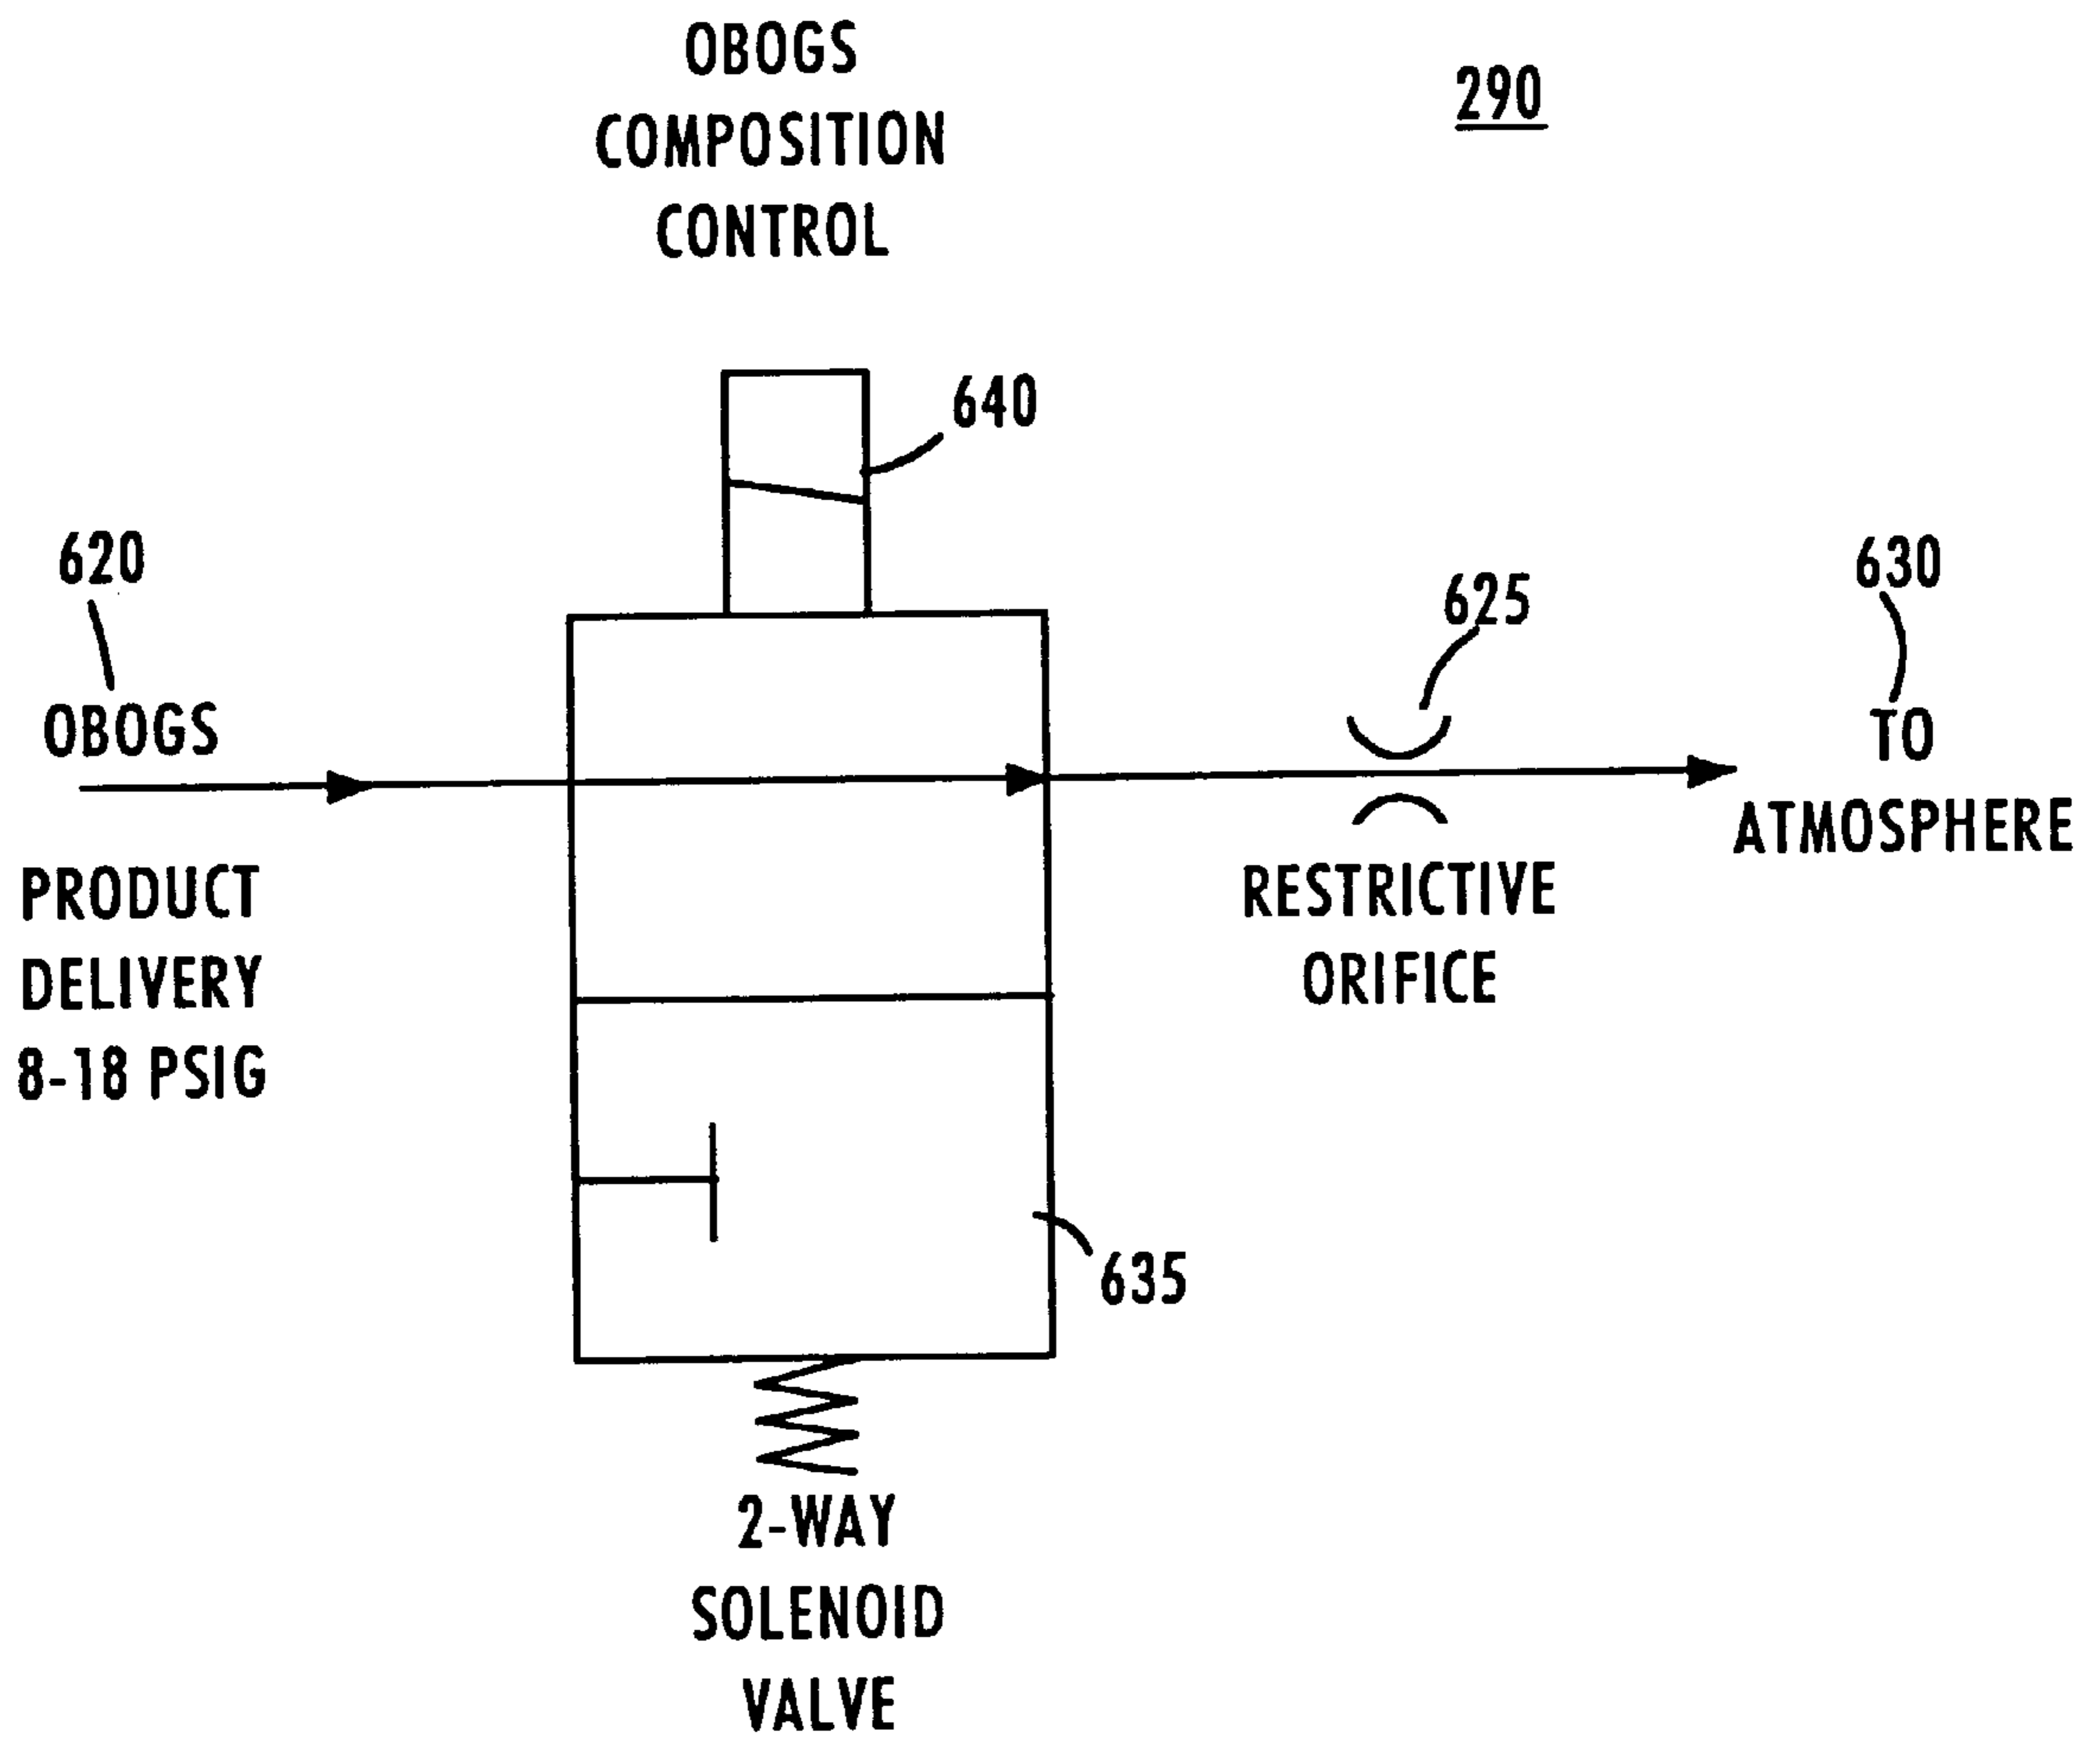 OBOGS
COMPOSITION
CONTROL
290
640
620
OBOGS
PRODUCT
DELIVERY
8-18 PSIG
625
RESTRICTIVE
ORIFICE
630
TO
ATMOSPHERE
635
2-WAY
SOLENOID
VALVE